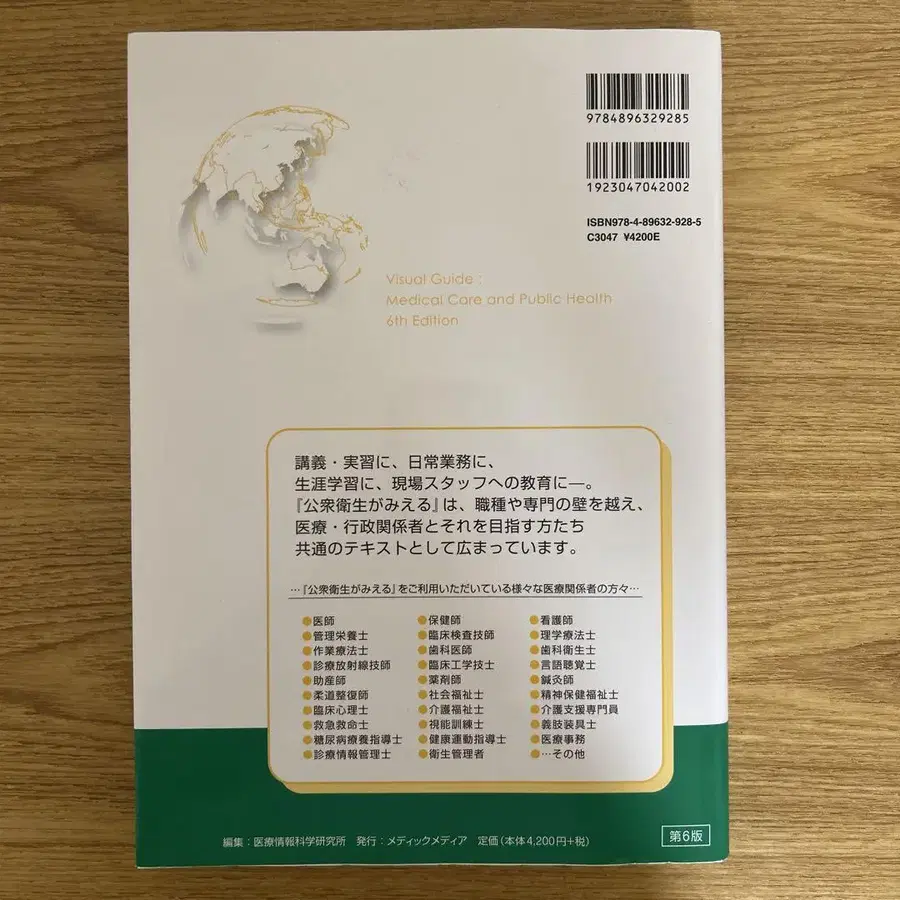 9784896329285
1923047042002
ISBN978-4-89632-928-5
C3047 ¥4200E
Visual Guide :
Medical Care and Public Health
6th Edition
講義・実習に、日常業務に、
生涯学習に、現場スタッフへの教育に―。
『公衆衛生がみえる』は、職種や専門の壁を越え、
医療・行政関係者とそれを目指す方たち
共通のテキストとして広まっています。
…『公衆衛生がみえる』をご利用いただいている様々な医療関係者の方々…
●医師 ●保健師 ●看護師
●管理栄養士 ●臨床検査技師 ●理学療法士
●作業療法士 ●歯科医師 ●歯科衛生士
●診療放射線技師 ●臨床工学技士 ●言語聴覚士
●助産師 ●薬剤師 ●鍼灸師
●柔道整復師 ●社会福祉士 ●精神保健福祉士
●臨床心理士 ●介護福祉士 ●介護支援専門員
●救急救命士 ●視能訓練士 ●義肢装具士
●糖尿病療養指導士 ●健康運動指導士 ●医療事務
●診療情報管理士 ●衛生管理者 ●…その他
編集:医療情報科学研究所 発行:メディックメディア 定価(本体4,200円+税)
第6版